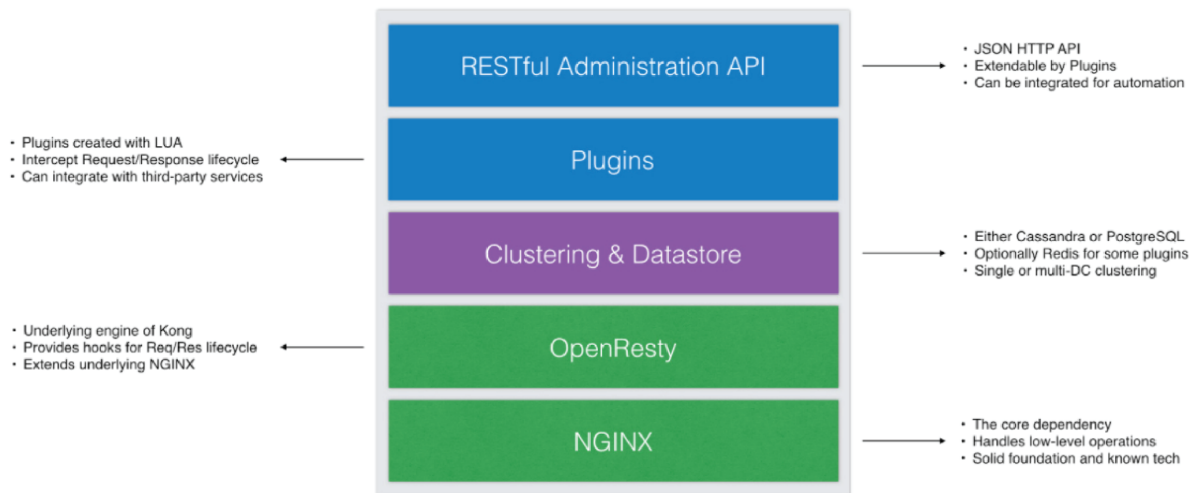 RESTful Administration API
• JSON HTTP API
• Extendable by Plugins
• Can be integrated for automation
• Plugins created with LUA
• Intercept Request/Response lifecycle
• Can integrate with third-party services
Plugins
Clustering & Datastore
• Either Cassandra or PostgreSQL
• Optionally Redis for some plugins
• Single or multi-DC clustering
• Underlying engine of Kong
• Provides hooks for Req/Res lifecycle
• Extends underlying NGINX
OpenResty
NGINX
• The core dependency
• Handles low-level operations
• Solid foundation and known tech